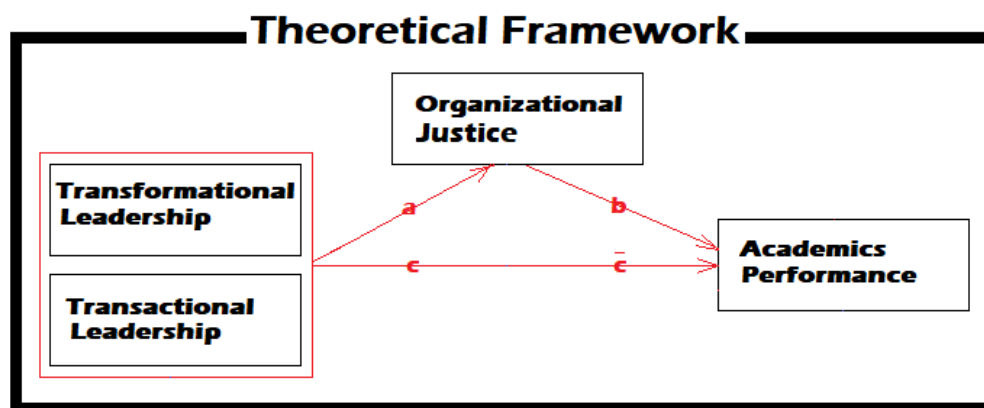 Theoretical Framework
Organizational
Justice
Transformational
Leadership
a
b
Academics
Performance
c
c̄
Transactional
Leadership